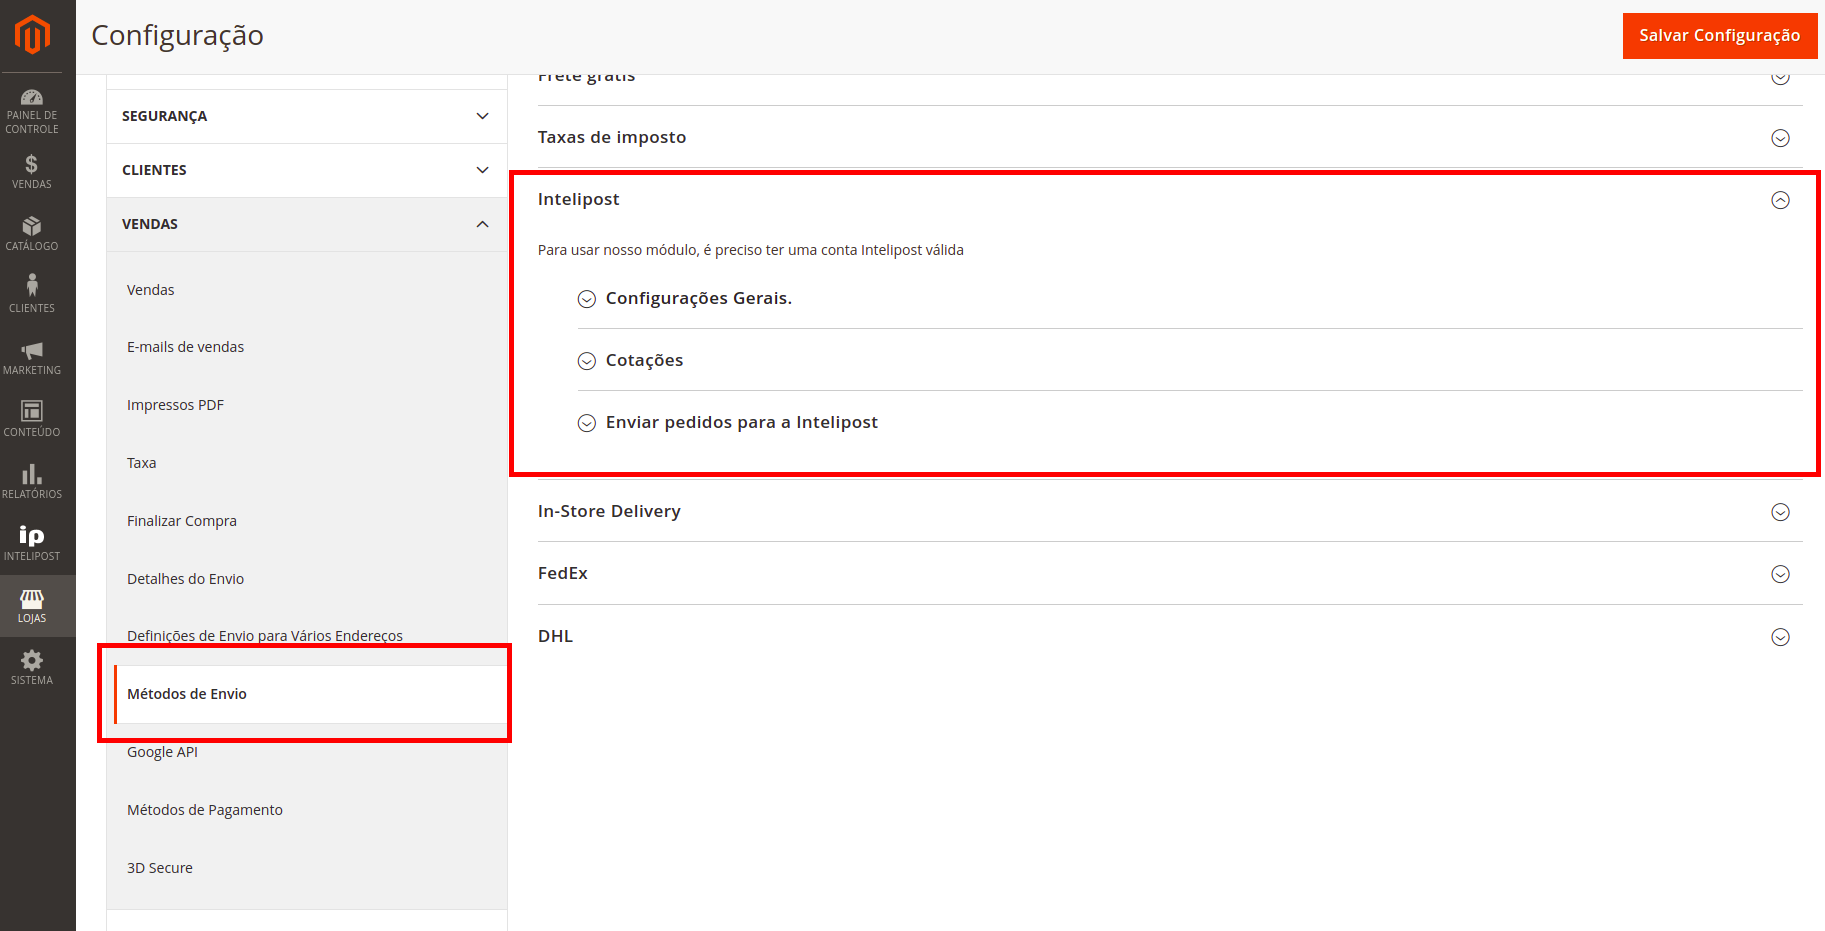 Configuração
Salvar Configuração
PAINEL DE
CONTROLE
VENDAS
CATÁLOGO
CLIENTES
MARKETING
CONTEÚDO
RELATÓRIOS
ip
INTELIPOST
LOJAS
SISTEMA
SEGURANÇA
CLIENTES
VENDAS
Vendas
E-mails de vendas
Impressos PDF
Taxa
Finalizar Compra
Detalhes do Envio
Definições de Envio para Vários Endereços
Métodos de Envio
Google API
Métodos de Pagamento
3D Secure
Frete grátis
Taxas de imposto
Intelipost
Para usar nosso módulo, é preciso ter uma conta Intelipost válida
Configurações Gerais.
Cotações
Enviar pedidos para a Intelipost
In-Store Delivery
FedEx
DHL